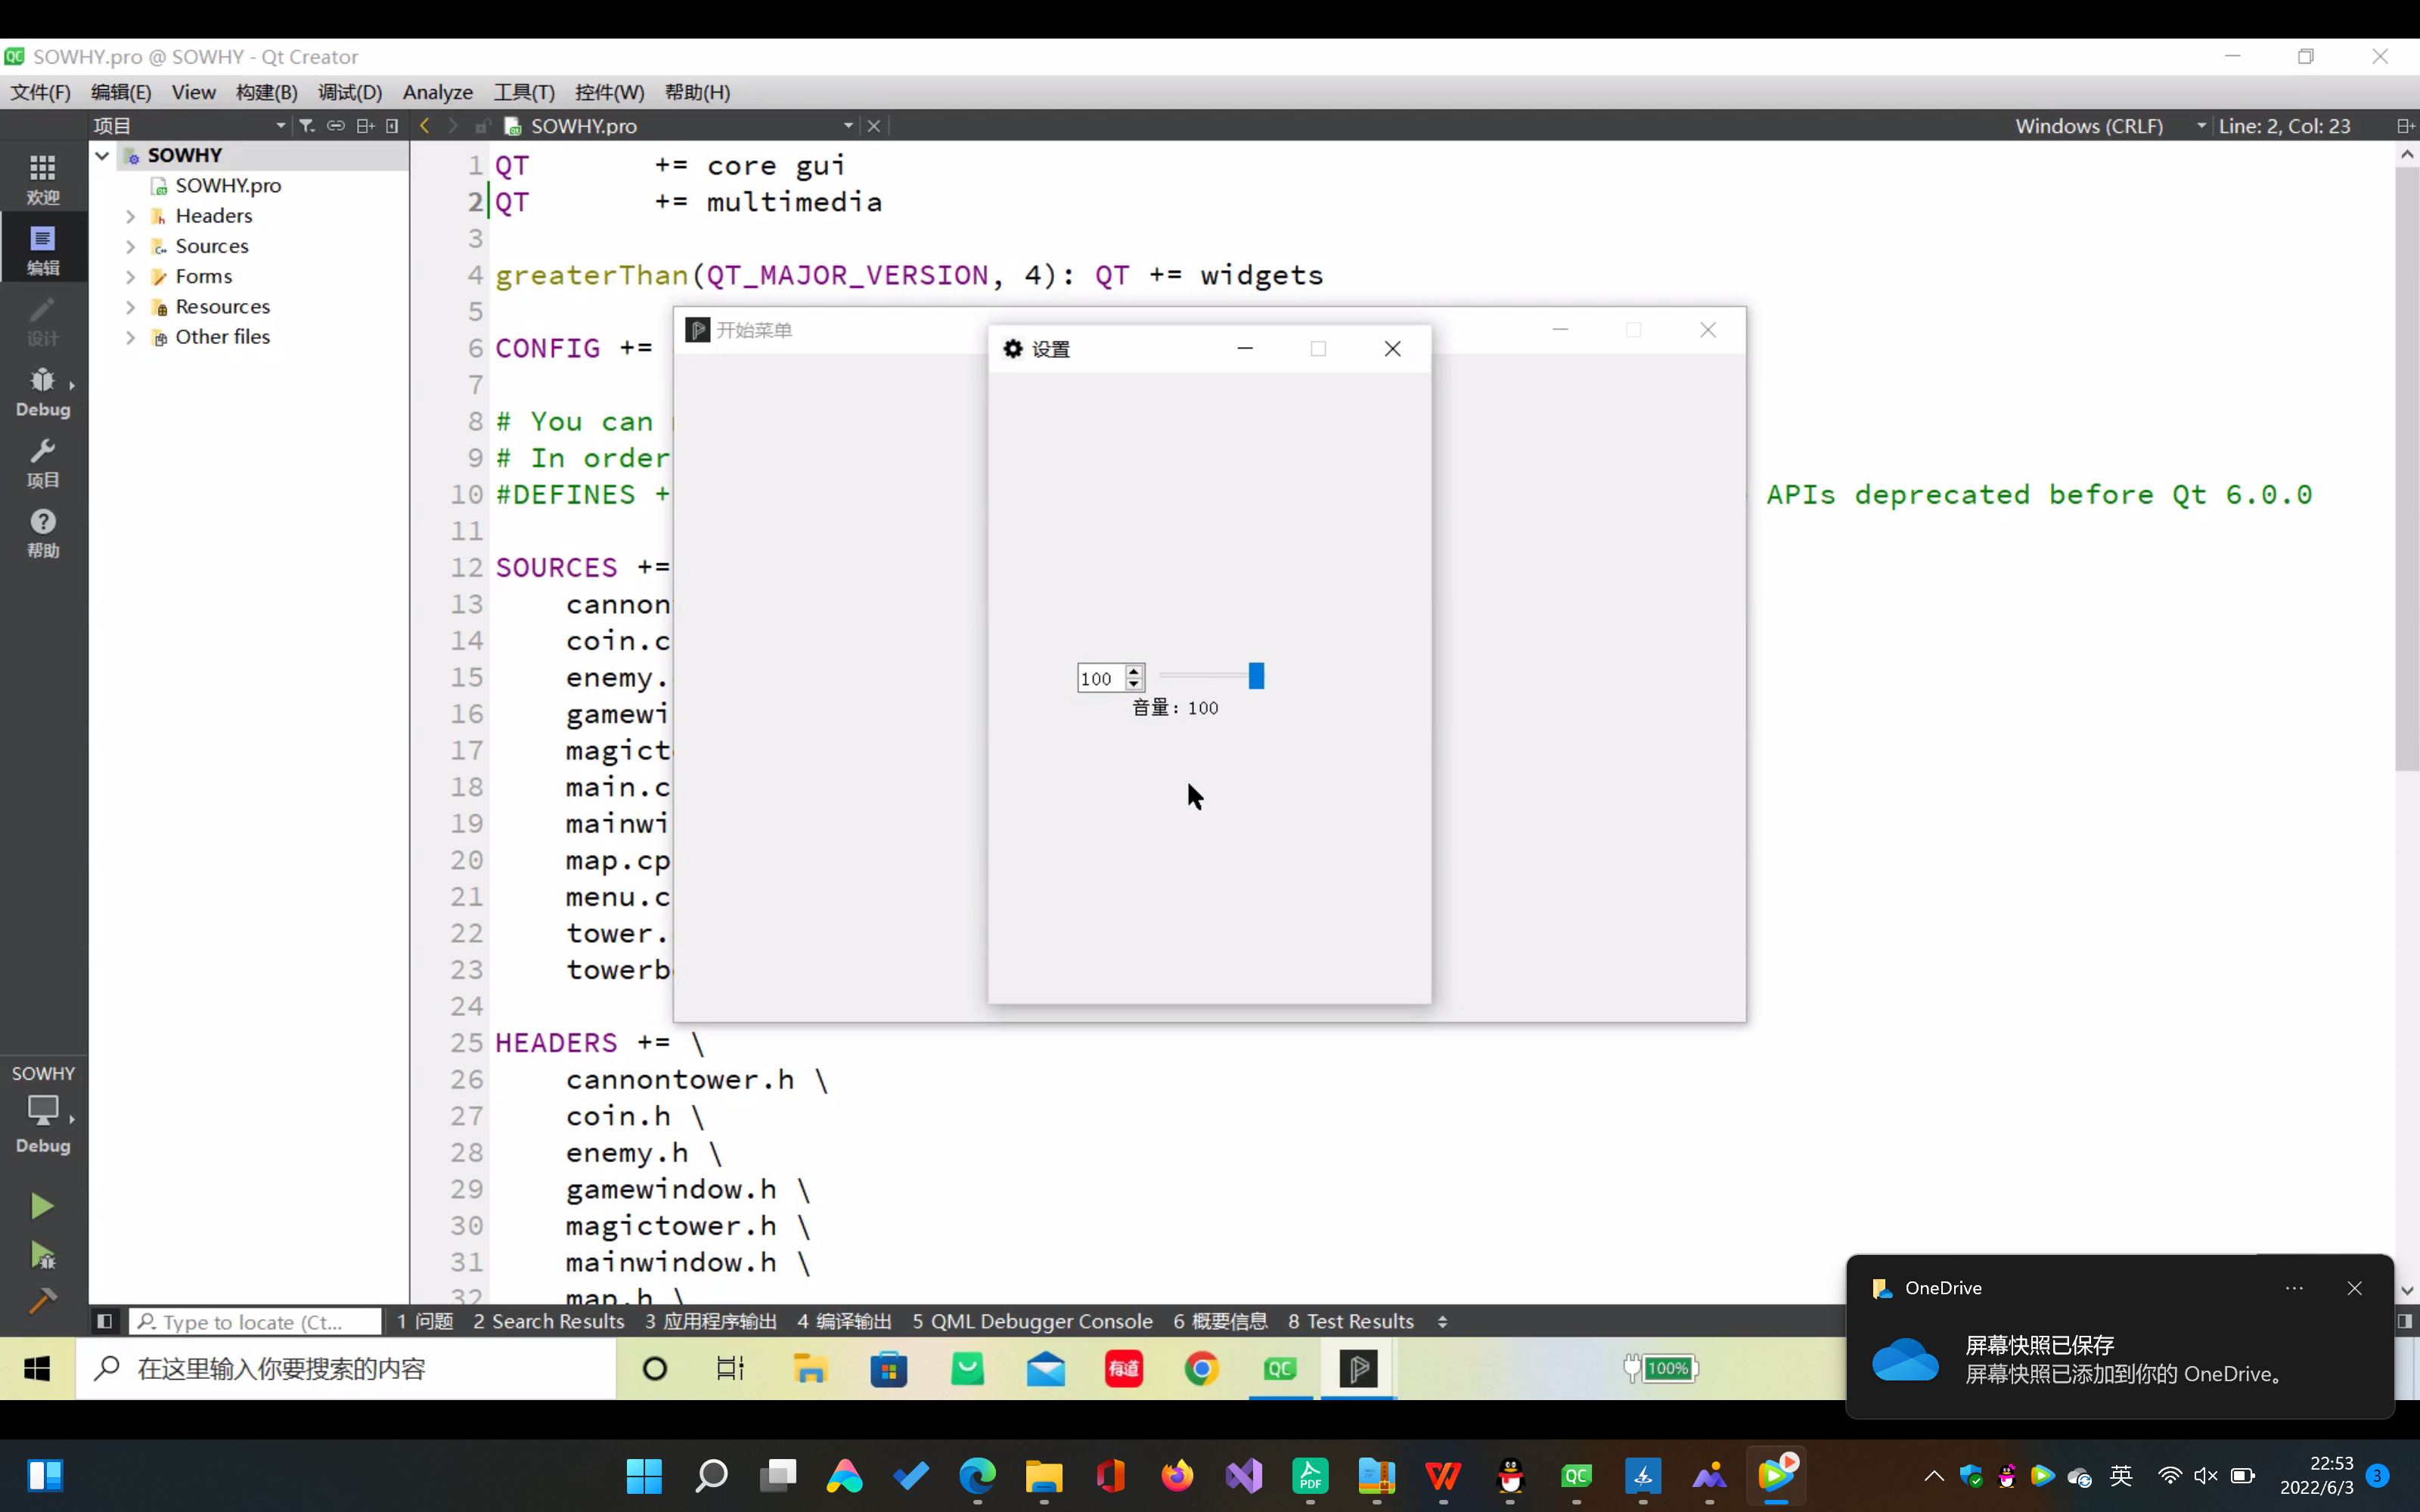 SOWHY.pro @ SOWHY - Qt Creator
文件(F) 编辑(E) View 构建(B) 调试(D) Analyze 工具(T) 控件(W) 帮助(H)
项目 SOWHY.pro Windows (CRLF) Line: 2, Col: 23
欢迎
编辑
设计
Debug
项目
帮助
SOWHY
Debug
SOWHY
SOWHY.pro
Headers
Sources
Forms
Resources
Other files
1 QT += core gui
2 QT += multimedia
3
4 greaterThan(QT_MAJOR_VERSION, 4): QT += widgets
5
6 CONFIG +=
7
8 # You can
9 # In order
10 #DEFINES + APIs deprecated before Qt 6.0.0
11
12 SOURCES +=
13 cannon
14 coin.c
15 enemy.
16 gamewi
17 magict
18 main.c
19 mainwi
20 map.cp
21 menu.c
22 tower.
23 towerb
24
25 HEADERS += \
26 cannontower.h \
27 coin.h \
28 enemy.h \
29 gamewindow.h \
30 magictower.h \
31 mainwindow.h \
32 map.h \
开始菜单
设置
100
音量：100
Type to locate (Ct... 1 问题 2 Search Results 3 应用程序输出 4 编译输出 5 QML Debugger Console 6 概要信息 8 Test Results
在这里输入你要搜索的内容
有道
QC
100%
OneDrive
屏幕快照已保存
屏幕快照已添加到你的 OneDrive。
PDF
QC
英
22:53
2022/6/3
3